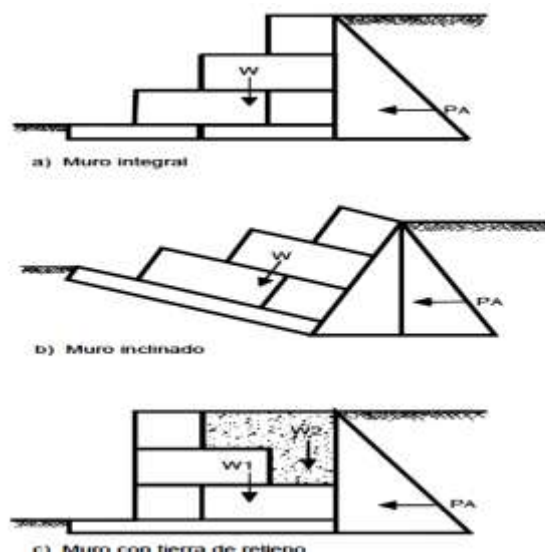 W
PA
a) Muro integral
W
PA
b) Muro inclinado
W2
W1
PA
c) Muro con tierra de relleno